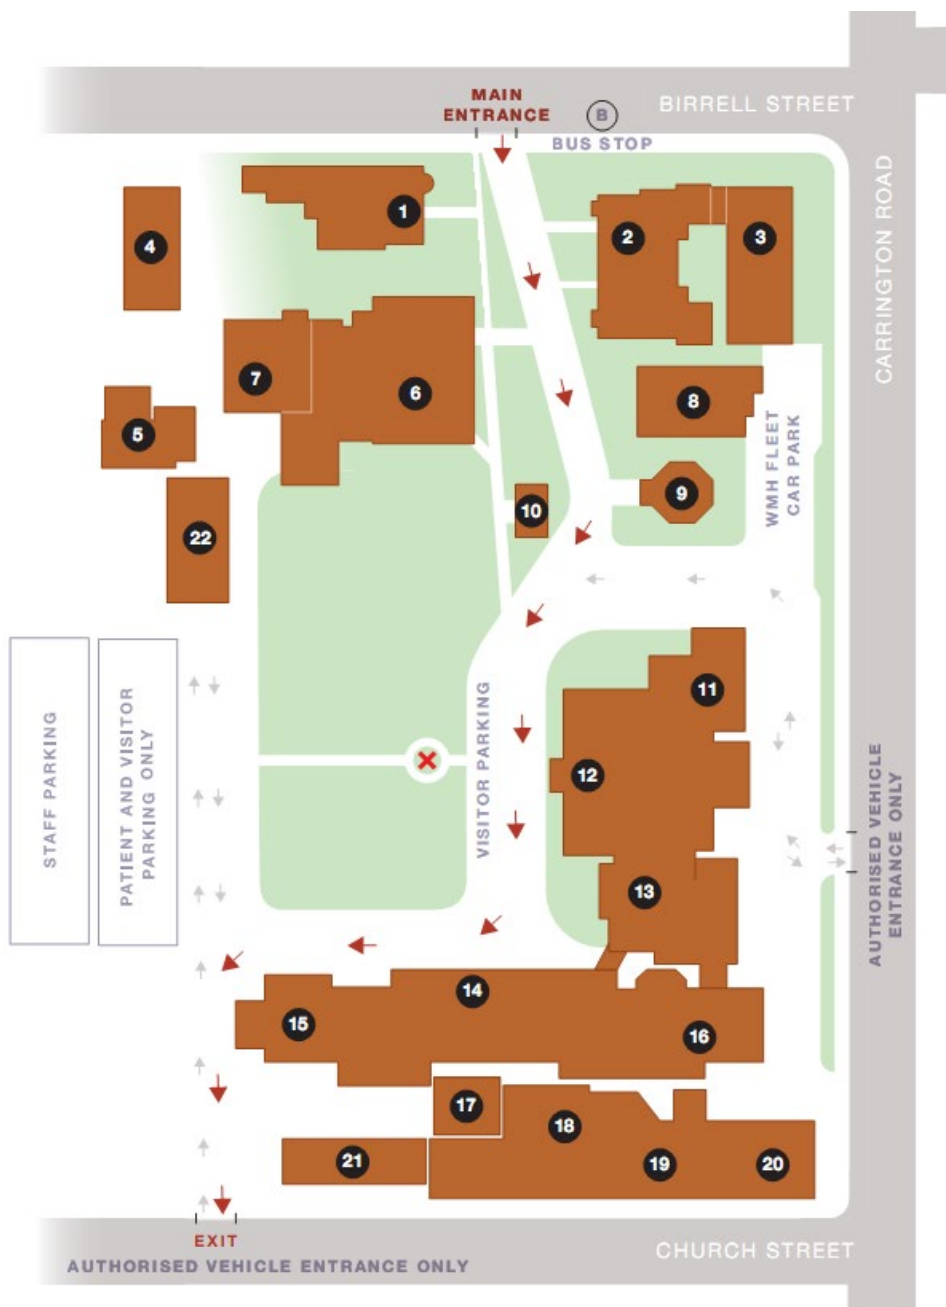 MAIN
ENTRANCE
B
BUS STOP
BIRRELL STREET
CARRINGTON ROAD
1
2
3
4
5
6
7
8
9
10
22
WMH FLEET
CAR PARK
STAFF PARKING
PATIENT AND VISITOR
PARKING ONLY
VISITOR PARKING
11
12
13
AUTHORISED VEHICLE
ENTRANCE ONLY
14
15
16
17
18
19
20
21
EXIT
AUTHORISED VEHICLE ENTRANCE ONLY
CHURCH STREET